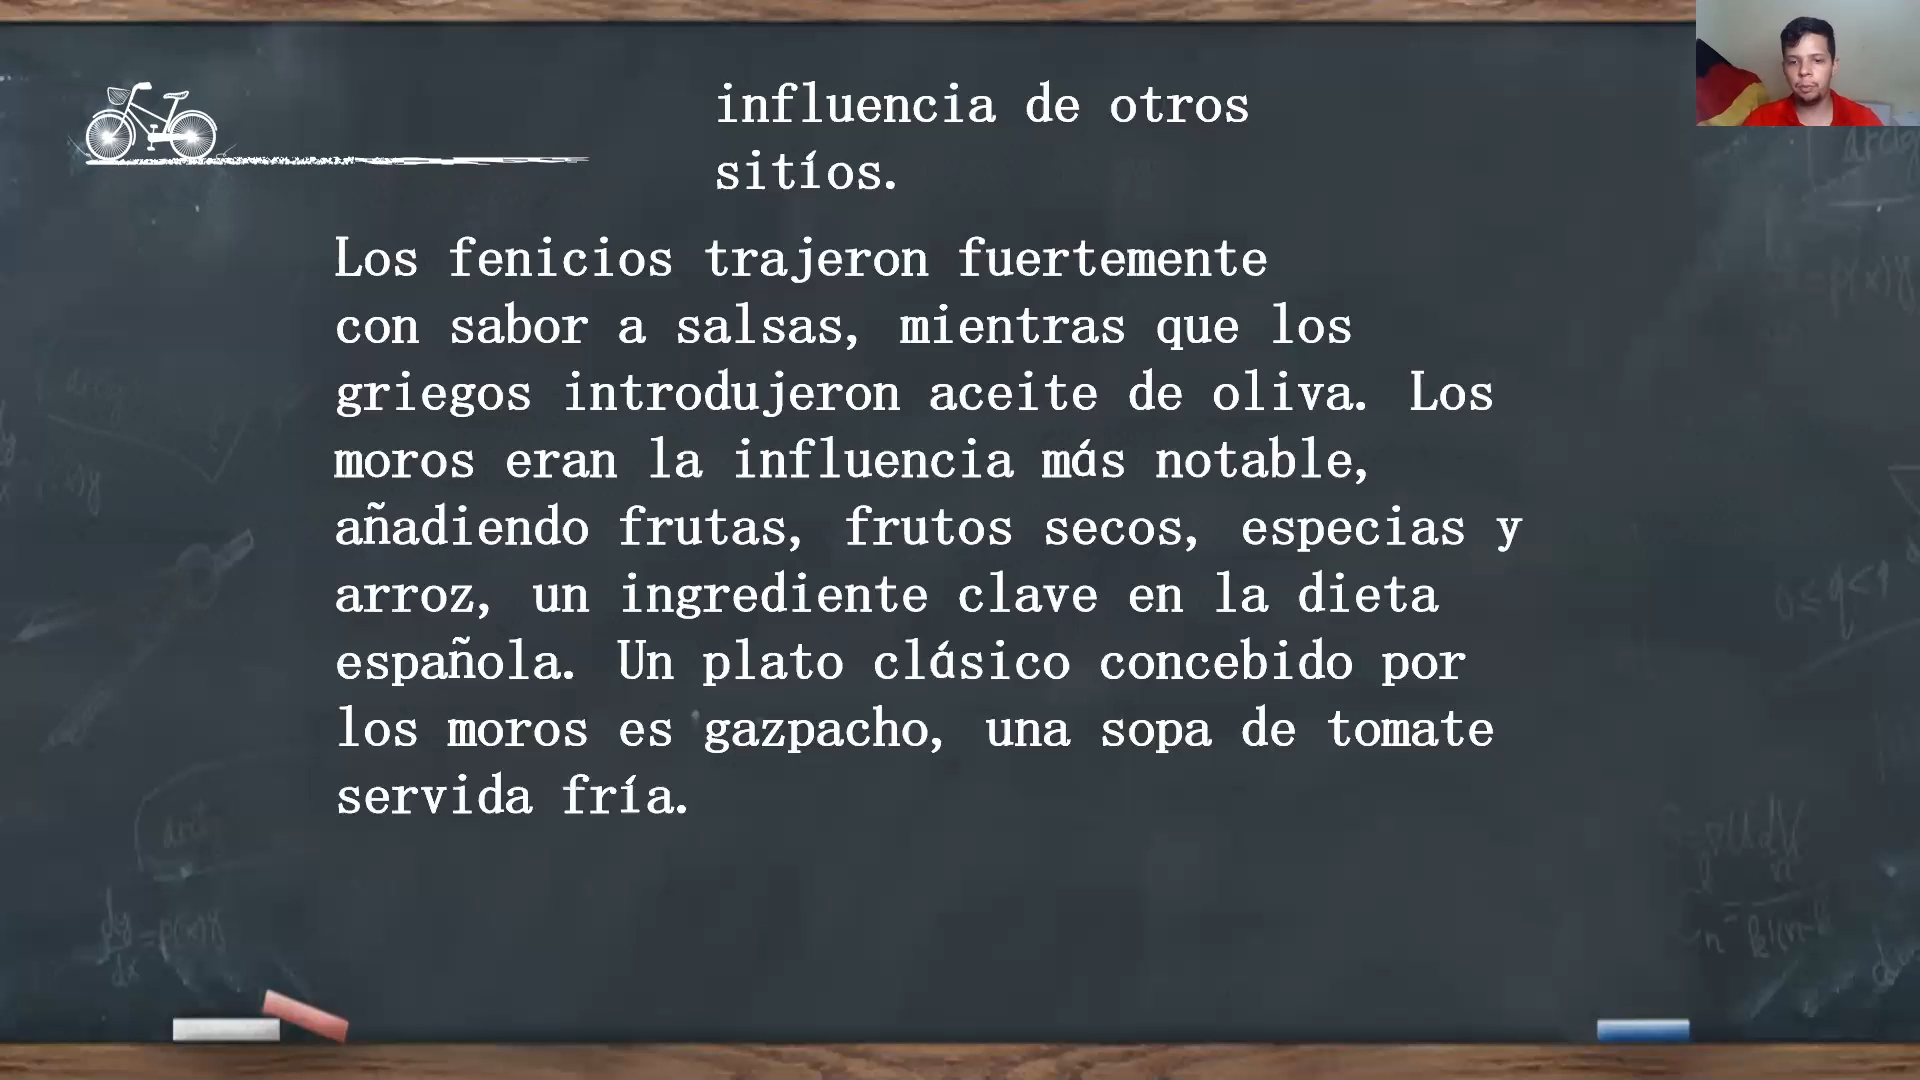 influencia de otros
sitíos.
Los fenicios trajeron fuertemente
con sabor a salsas, mientras que los
griegos introdujeron aceite de oliva. Los
moros eran la influencia más notable,
añadiendo frutas, frutos secos, especias y
arroz, un ingrediente clave en la dieta
española. Un plato clásico concebido por
los moros es gazpacho, una sopa de tomate
servida fría.